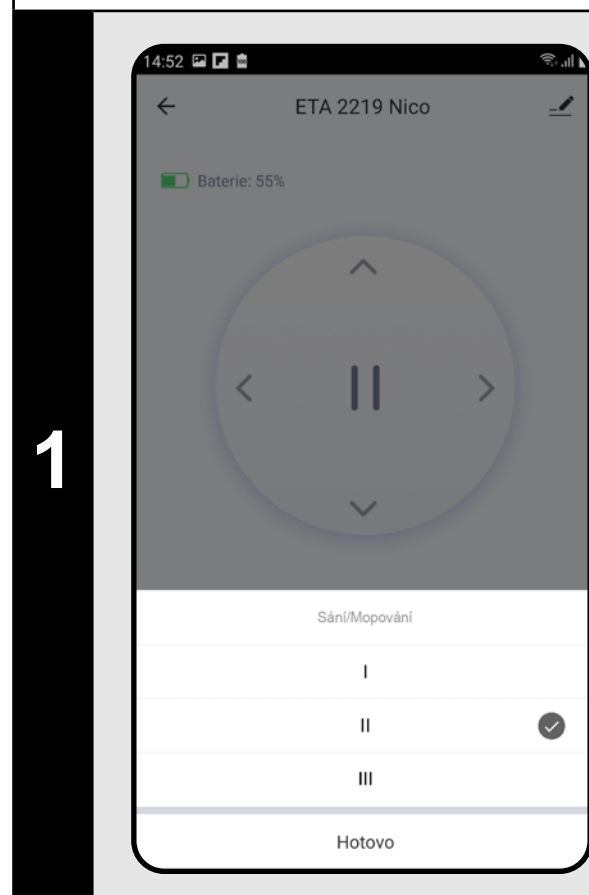 1
14:52
ETA 2219 Nico
Baterie: 55%
Sání/Mopování
I
II
III
Hotovo